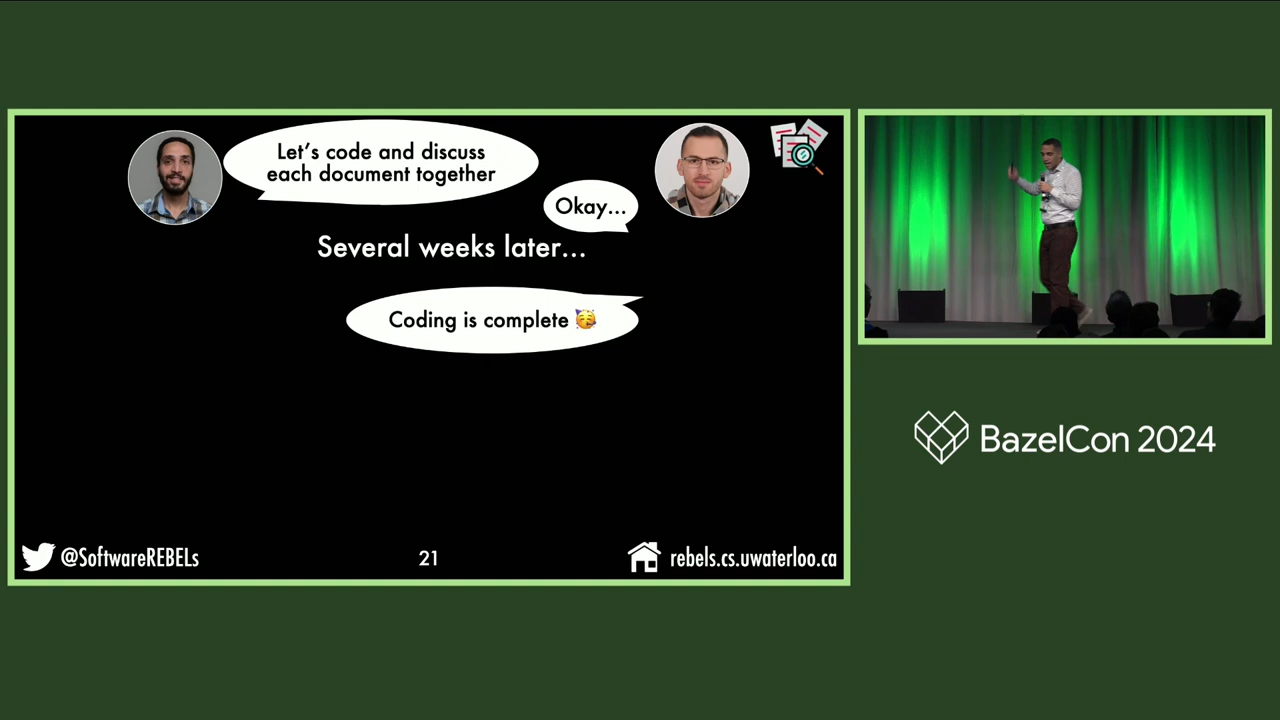 Let's code and discuss
each document together
Okay...
Several weeks later...
Coding is complete 🥳
@SoftwareREBELs
21
rebels.cs.uwaterloo.ca
BazelCon 2024